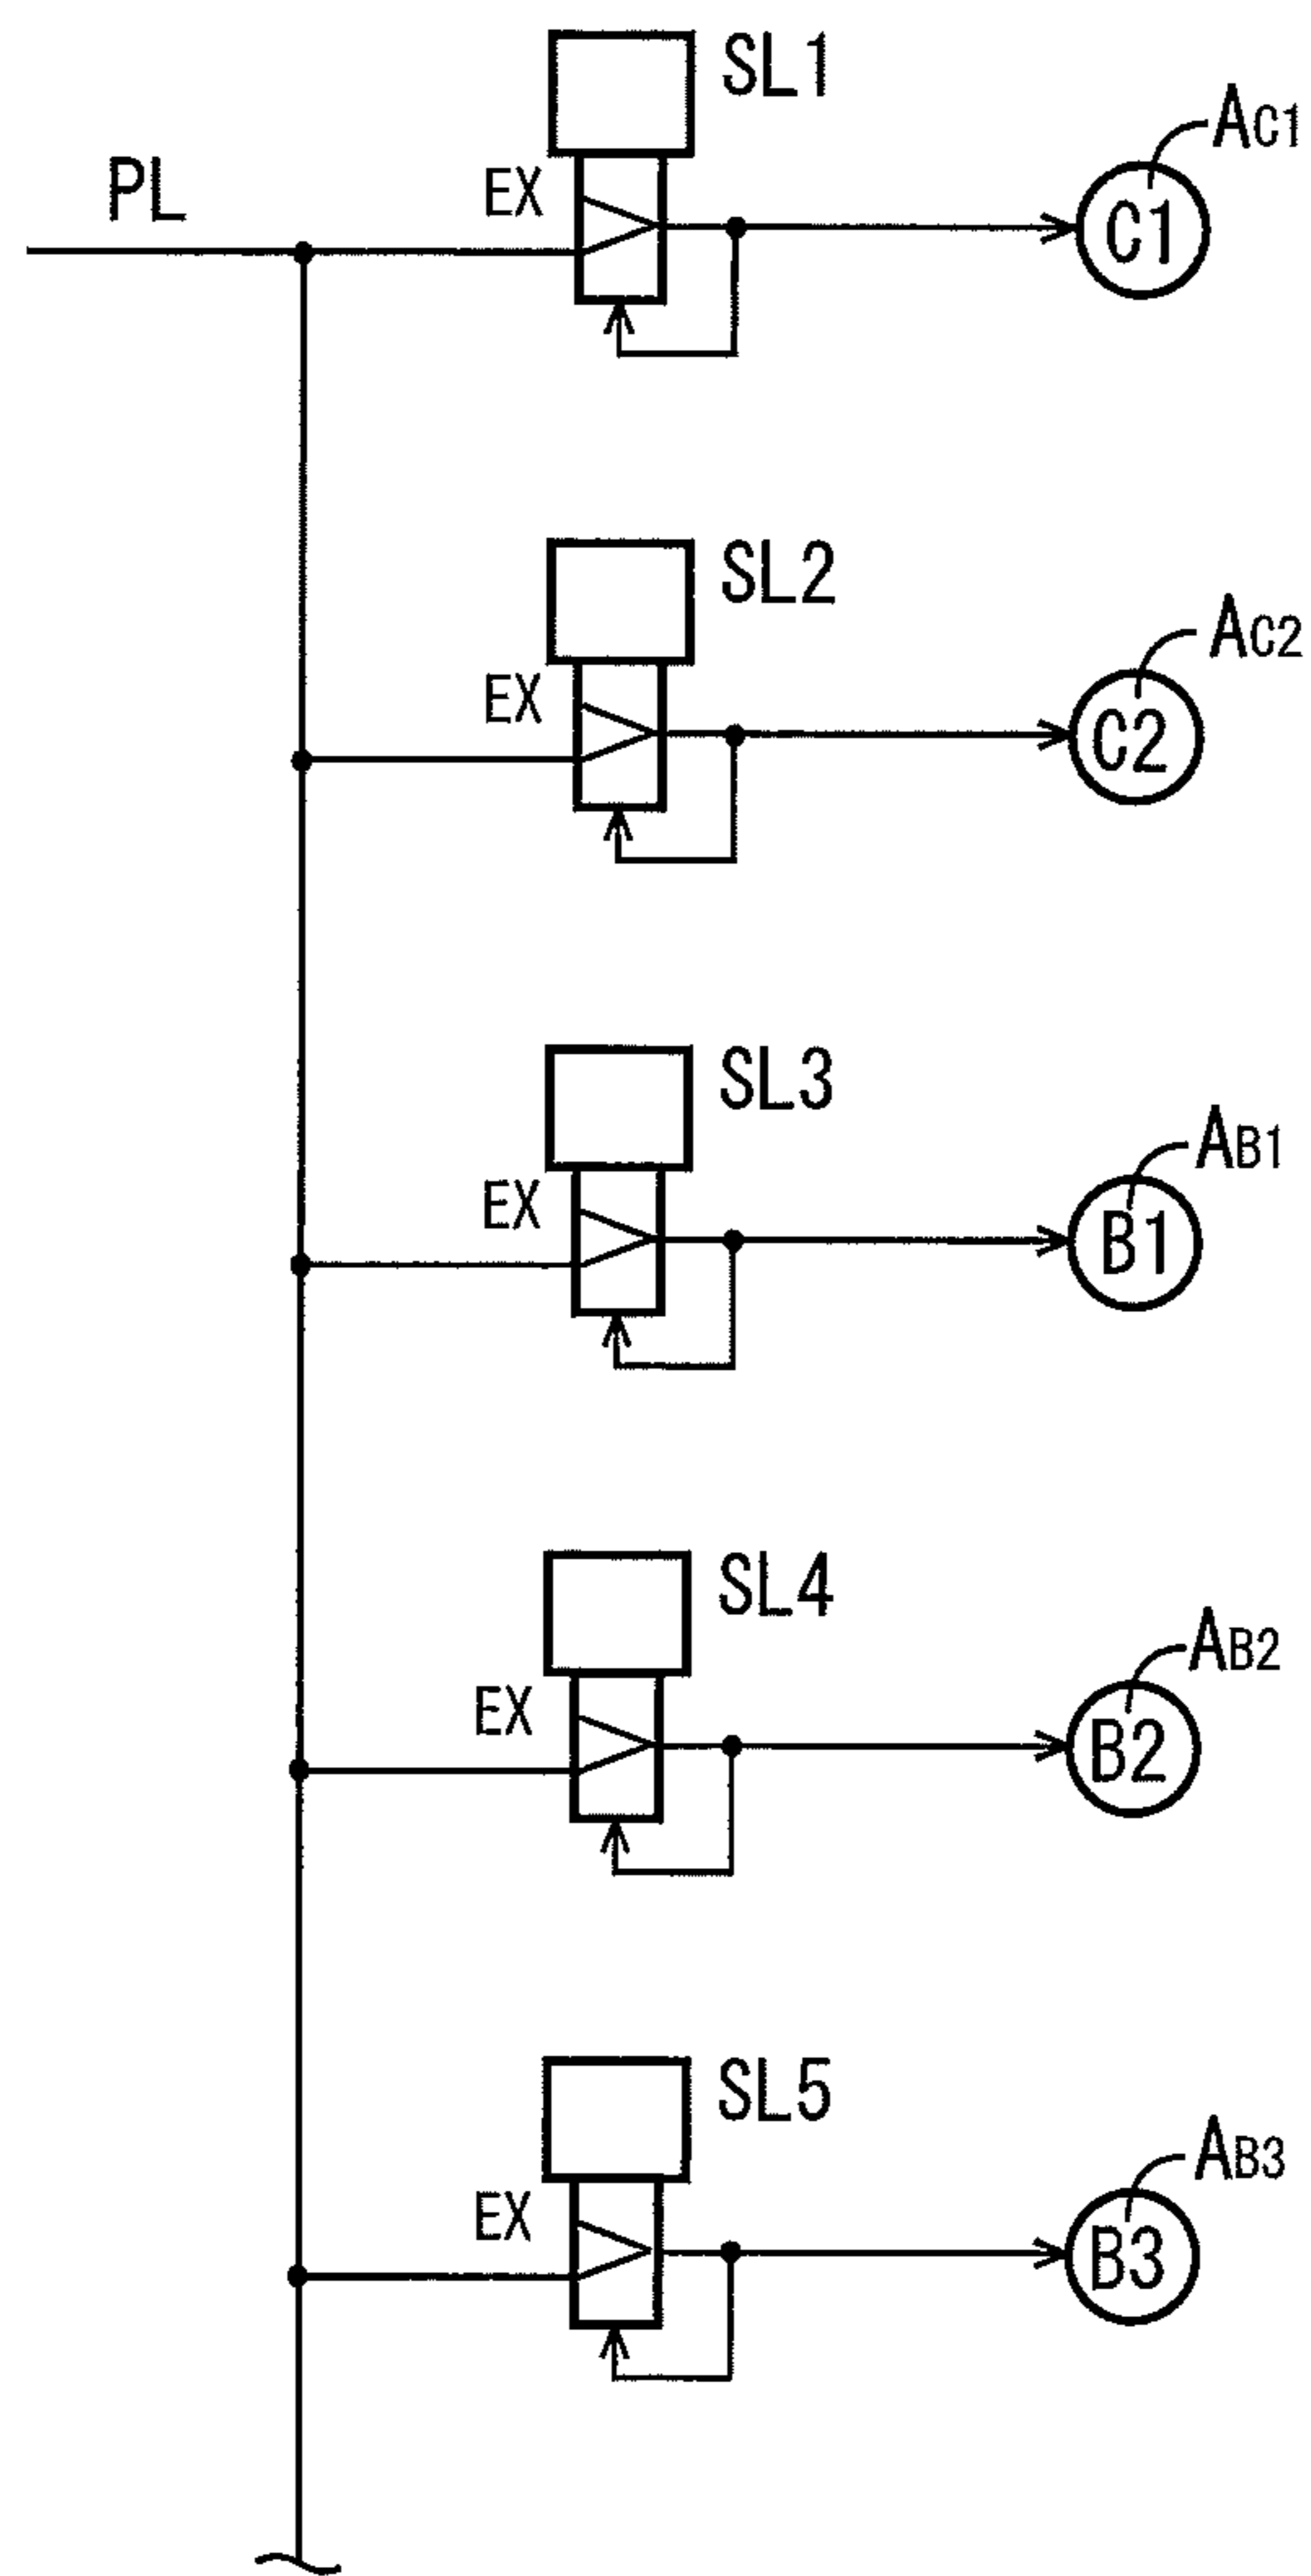 SL1
AC1
PL
EX
C1
SL2
AC2
EX
C2
SL3
AB1
EX
B1
SL4
AB2
EX
B2
SL5
AB3
EX
B3